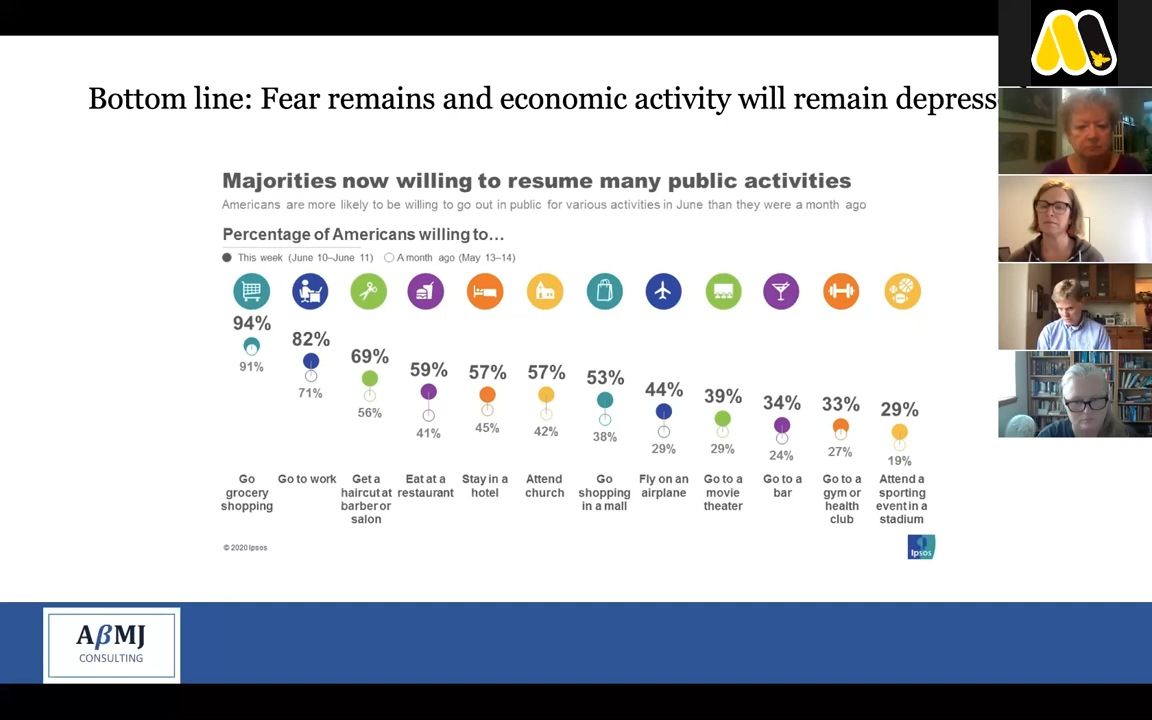 Bottom line: Fear remains and economic activity will remain depress
Majorities now willing to resume many public activities
Americans are more likely to be willing to go out in public for various activities in June than they were a month ago
Percentage of Americans willing to...
This week (June 10–June 11) A month ago (May 13–14)
94% 82% 69% 59% 57% 57% 53% 44% 39% 34% 33% 29%
91% 71% 56% 41% 45% 42% 38% 29% 29% 24% 27% 19%
Go grocery shopping
Go to work
Get a haircut at barber or salon
Eat at a restaurant
Stay in a hotel
Attend church
Go shopping in a mall
Fly on an airplane
Go to a movie theater
Go to a bar
Go to a gym or health club
Attend a sporting event in a stadium
© 2020 Ipsos
Ipsos
AβMJ
CONSULTING